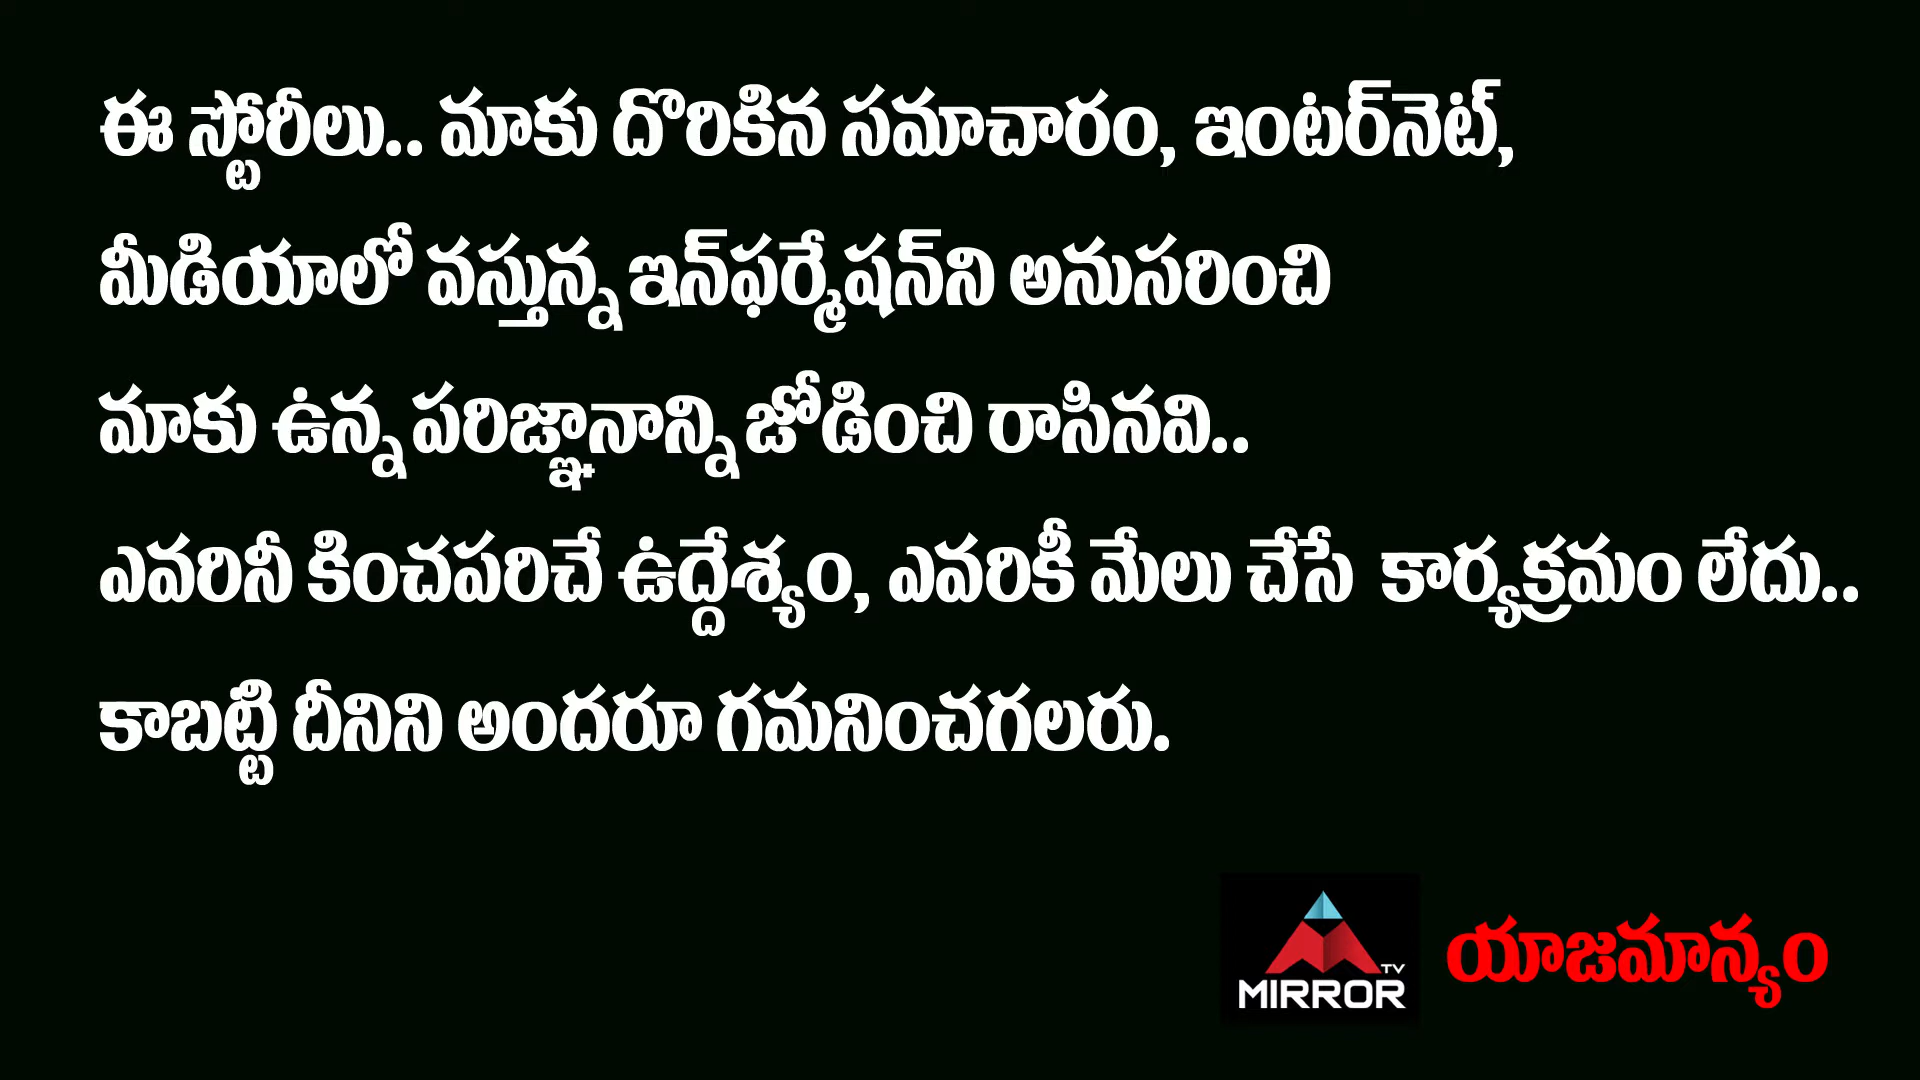 ఈ స్టోరీలు.. మాకు దొరికిన సమాచారం, ఇంటర్‌నెట్,
మీడియాలో వస్తున్న ఇన్‌ఫర్మేషన్‌ని అనుసరించి
మాకు ఉన్న పరిజ్ఞానాన్ని జోడించి రాసినవి..
ఎవరినీ కించపరిచే ఉద్దేశ్యం, ఎవరికీ మేలు చేసే కార్యక్రమం లేదు..
కాబట్టి దీనిని అందరూ గమనించగలరు.
MIRROR TV యాజమాన్యం